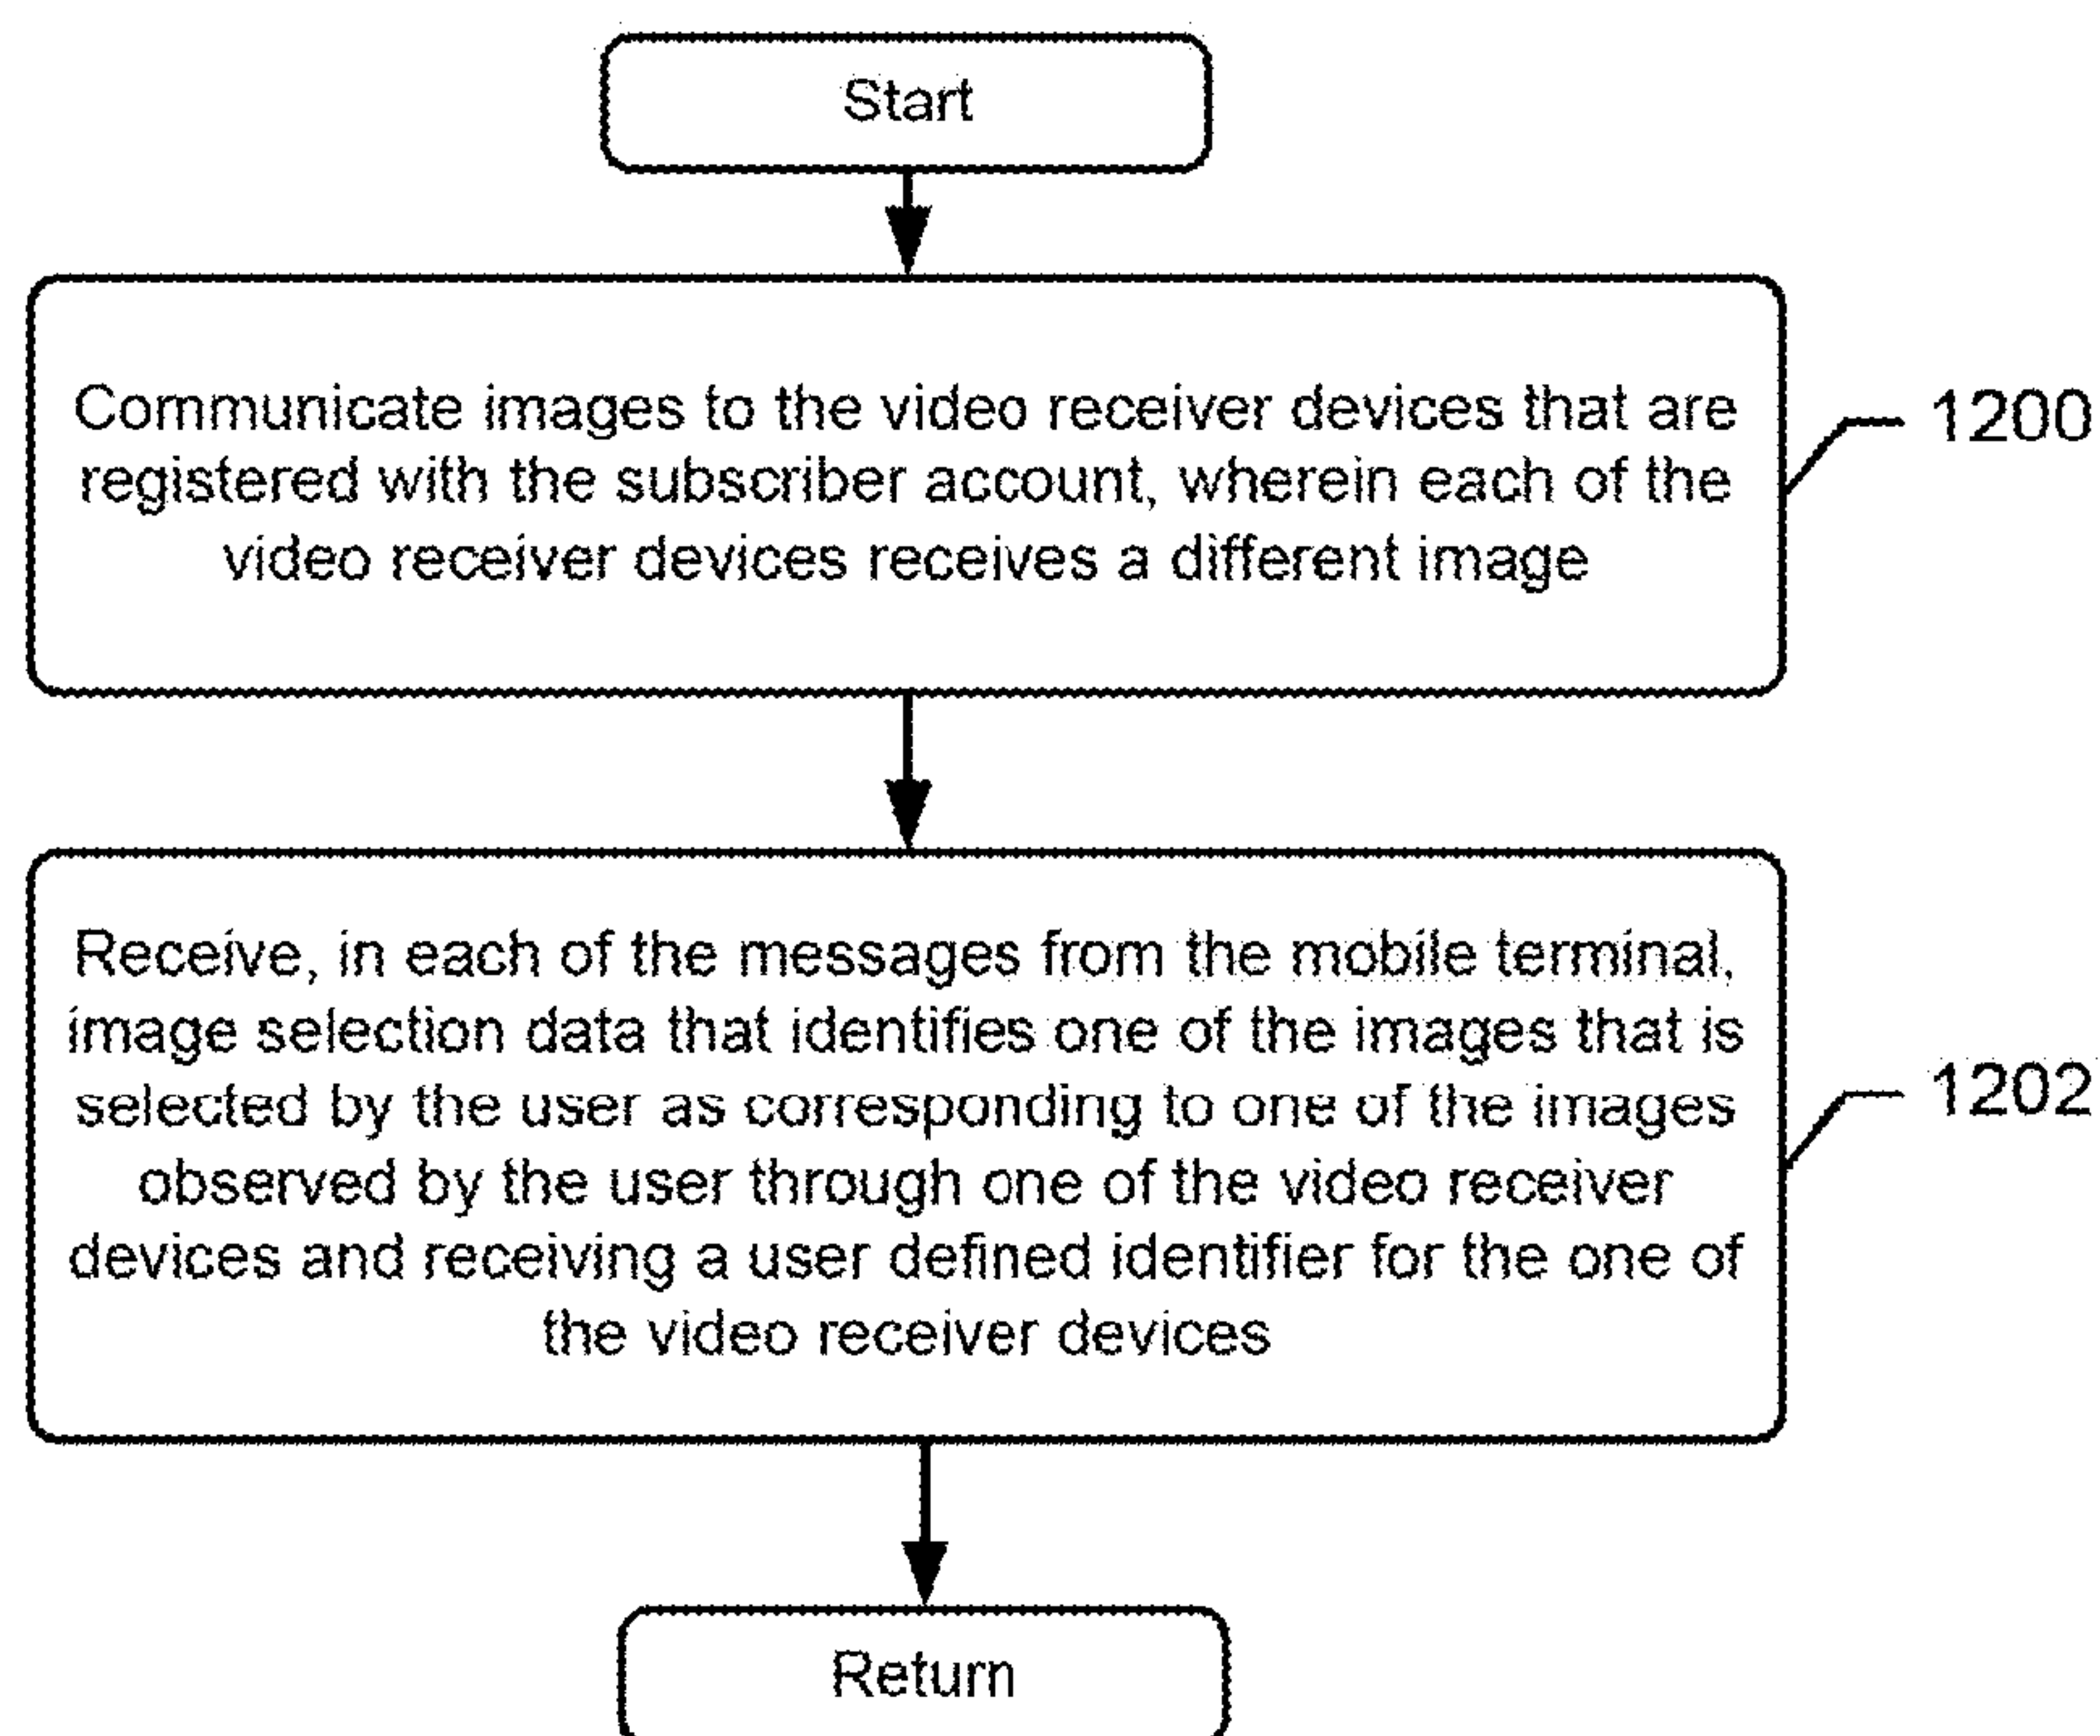 Start
Communicate images to the video receiver devices that are
registered with the subscriber account, wherein each of the
video receiver devices receives a different image
1200
Receive, in each of the messages from the mobile terminal,
image selection data that identifies one of the images that is
selected by the user as corresponding to one of the images
observed by the user through one of the video receiver
devices and receiving a user defined identifier for the one of
the video receiver devices
1202
Return